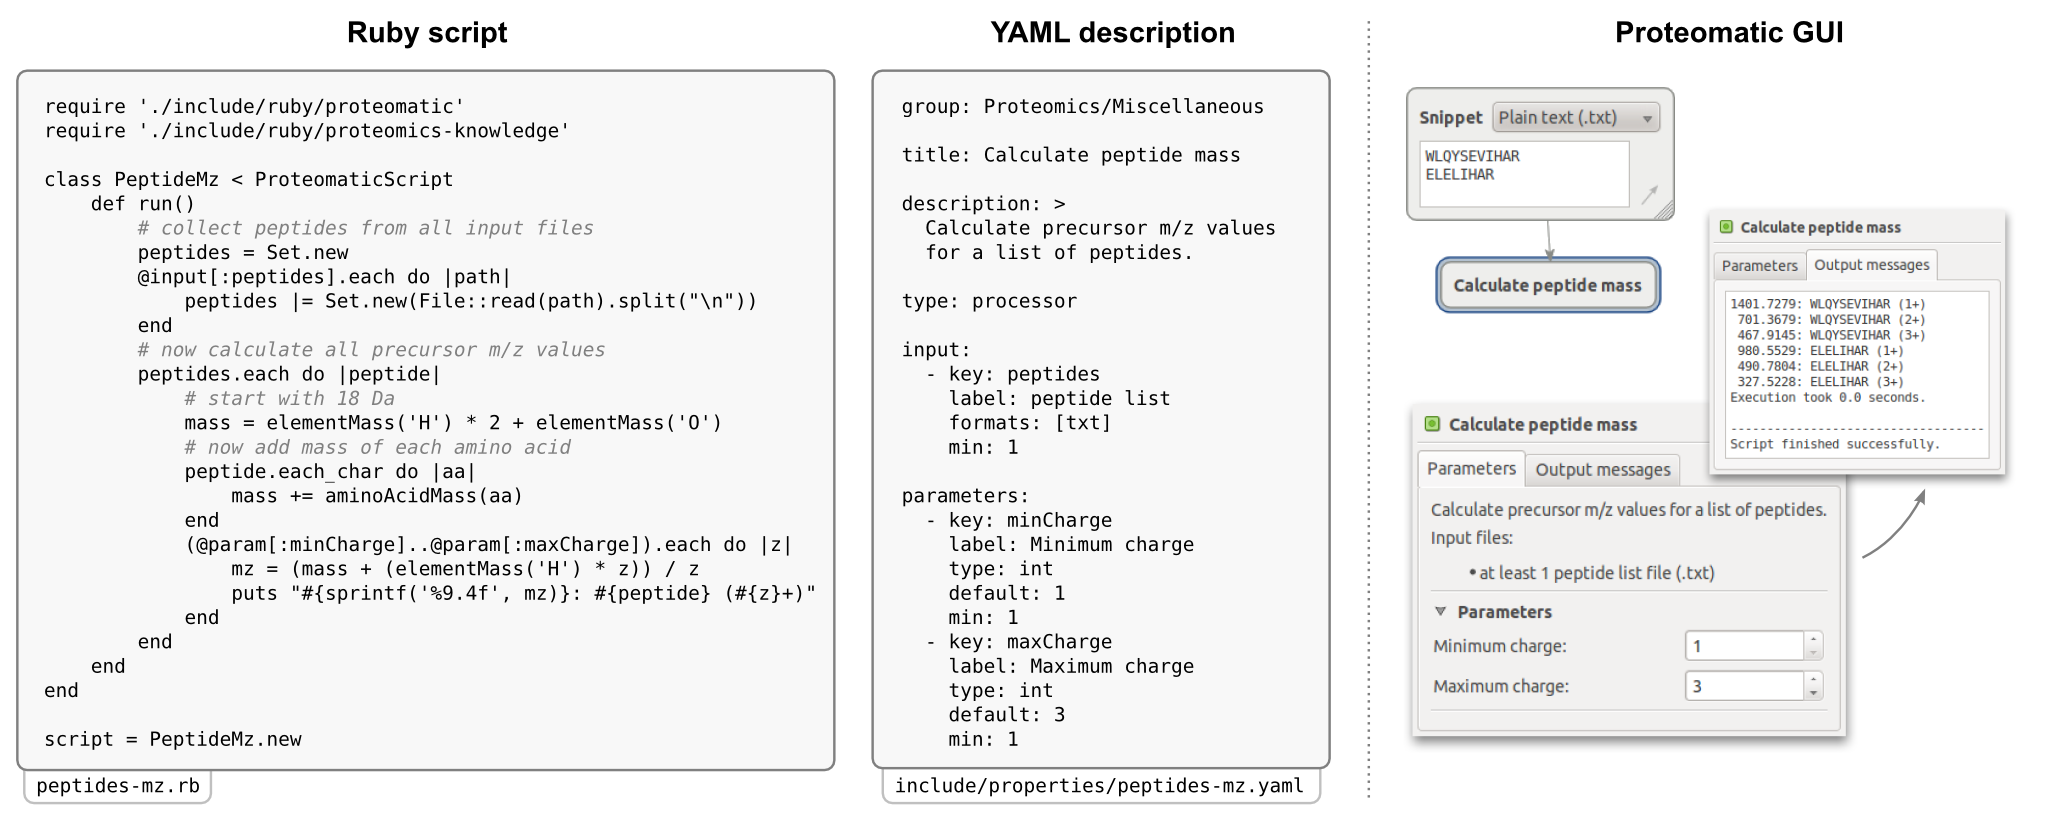 Ruby script
require './include/ruby/proteomatic'
require './include/ruby/proteomics-knowledge'
class PeptideMz < ProteomaticScript
def run()
# collect peptides from all input files
peptides = Set.new
@input[:peptides].each do |path|
peptides |= Set.new(File::read(path).split("\n"))
end
# now calculate all precursor m/z values
peptides.each do |peptide|
# start with 18 Da
mass = elementMass('H') * 2 + elementMass('O')
# now add mass of each amino acid
peptide.each_char do |aa|
mass += aminoAcidMass(aa)
end
(@param[:minCharge]..@param[:maxCharge]).each do |z|
mz = (mass + (elementMass('H') * z)) / z
puts "#{sprintf('%9.4f', mz)}: #{peptide} (#{z}+)"
end
end
end
end
script = PeptideMz.new
peptides-mz.rb
YAML description
group: Proteomics/Miscellaneous
title: Calculate peptide mass
description: >
Calculate precursor m/z values
for a list of peptides.
type: processor
input:
- key: peptides
label: peptide list
formats: [txt]
min: 1
parameters:
- key: minCharge
label: Minimum charge
type: int
default: 1
min: 1
- key: maxCharge
label: Maximum charge
type: int
default: 3
min: 1
include/properties/peptides-mz.yaml
Proteomatic GUI
Snippet Plain text (.txt)
WLQYSEVIHAR
ELELIHAR
Calculate peptide mass
Calculate peptide mass
Parameters Output messages
1401.7279: WLQYSEVIHAR (1+)
701.3679: WLQYSEVIHAR (2+)
467.9145: WLQYSEVIHAR (3+)
980.5529: ELELIHAR (1+)
490.7804: ELELIHAR (2+)
327.5228: ELELIHAR (3+)
Execution took 0.0 seconds.
-----------------------------------
Script finished successfully.
Calculate peptide mass
Parameters Output messages
Calculate precursor m/z values for a list of peptides.
Input files:
• at least 1 peptide list file (.txt)
Parameters
Minimum charge: 1
Maximum charge: 3